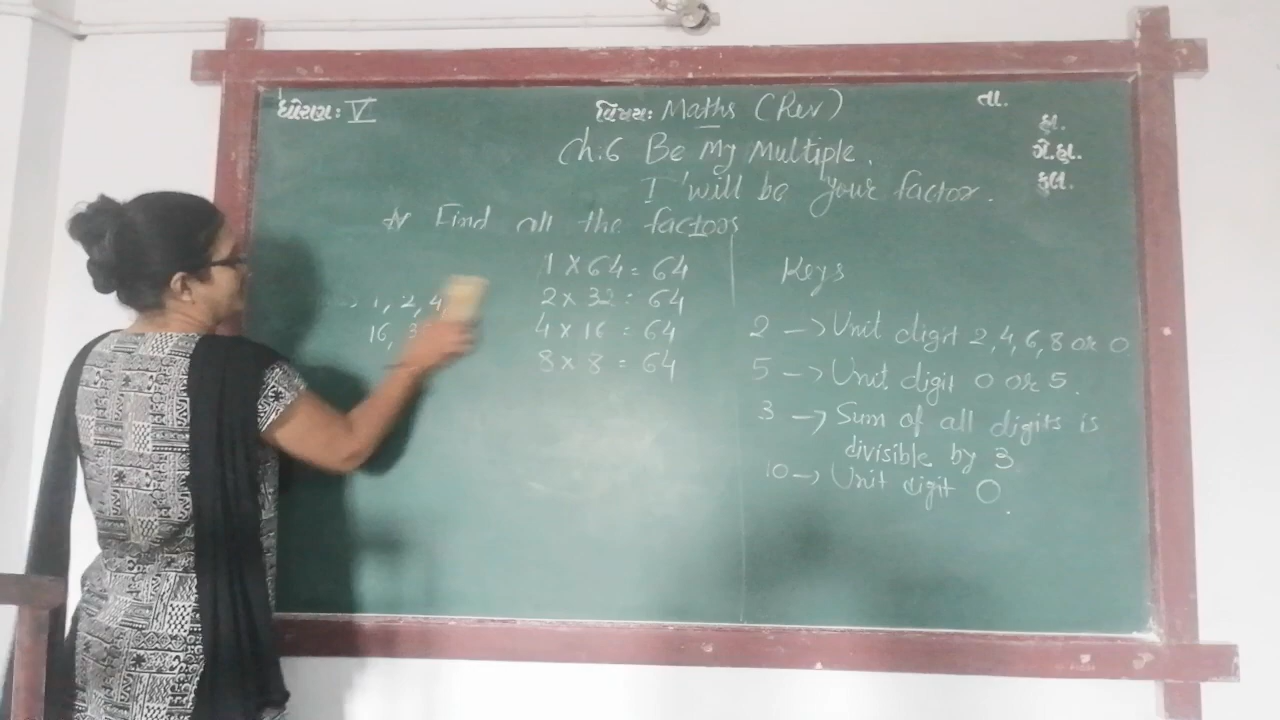 ધોરણ: V
વિષય: Maths (Rev)
તા.
હા.
ગે.હા.
કુલ.
Ch:6 Be My Multiple.
I'will be your factor.
Find all the factors
1 X 64 = 64
2 x 32 = 64
4 x 16 = 64
8 x 8 = 64
→ 1, 2, 4,
16, 3
Keys
2 → Unit digit 2, 4, 6, 8 or 0
5 → Unit digit 0 or 5.
3 → Sum of all digits is
divisible by 3
10 → Unit digit 0.